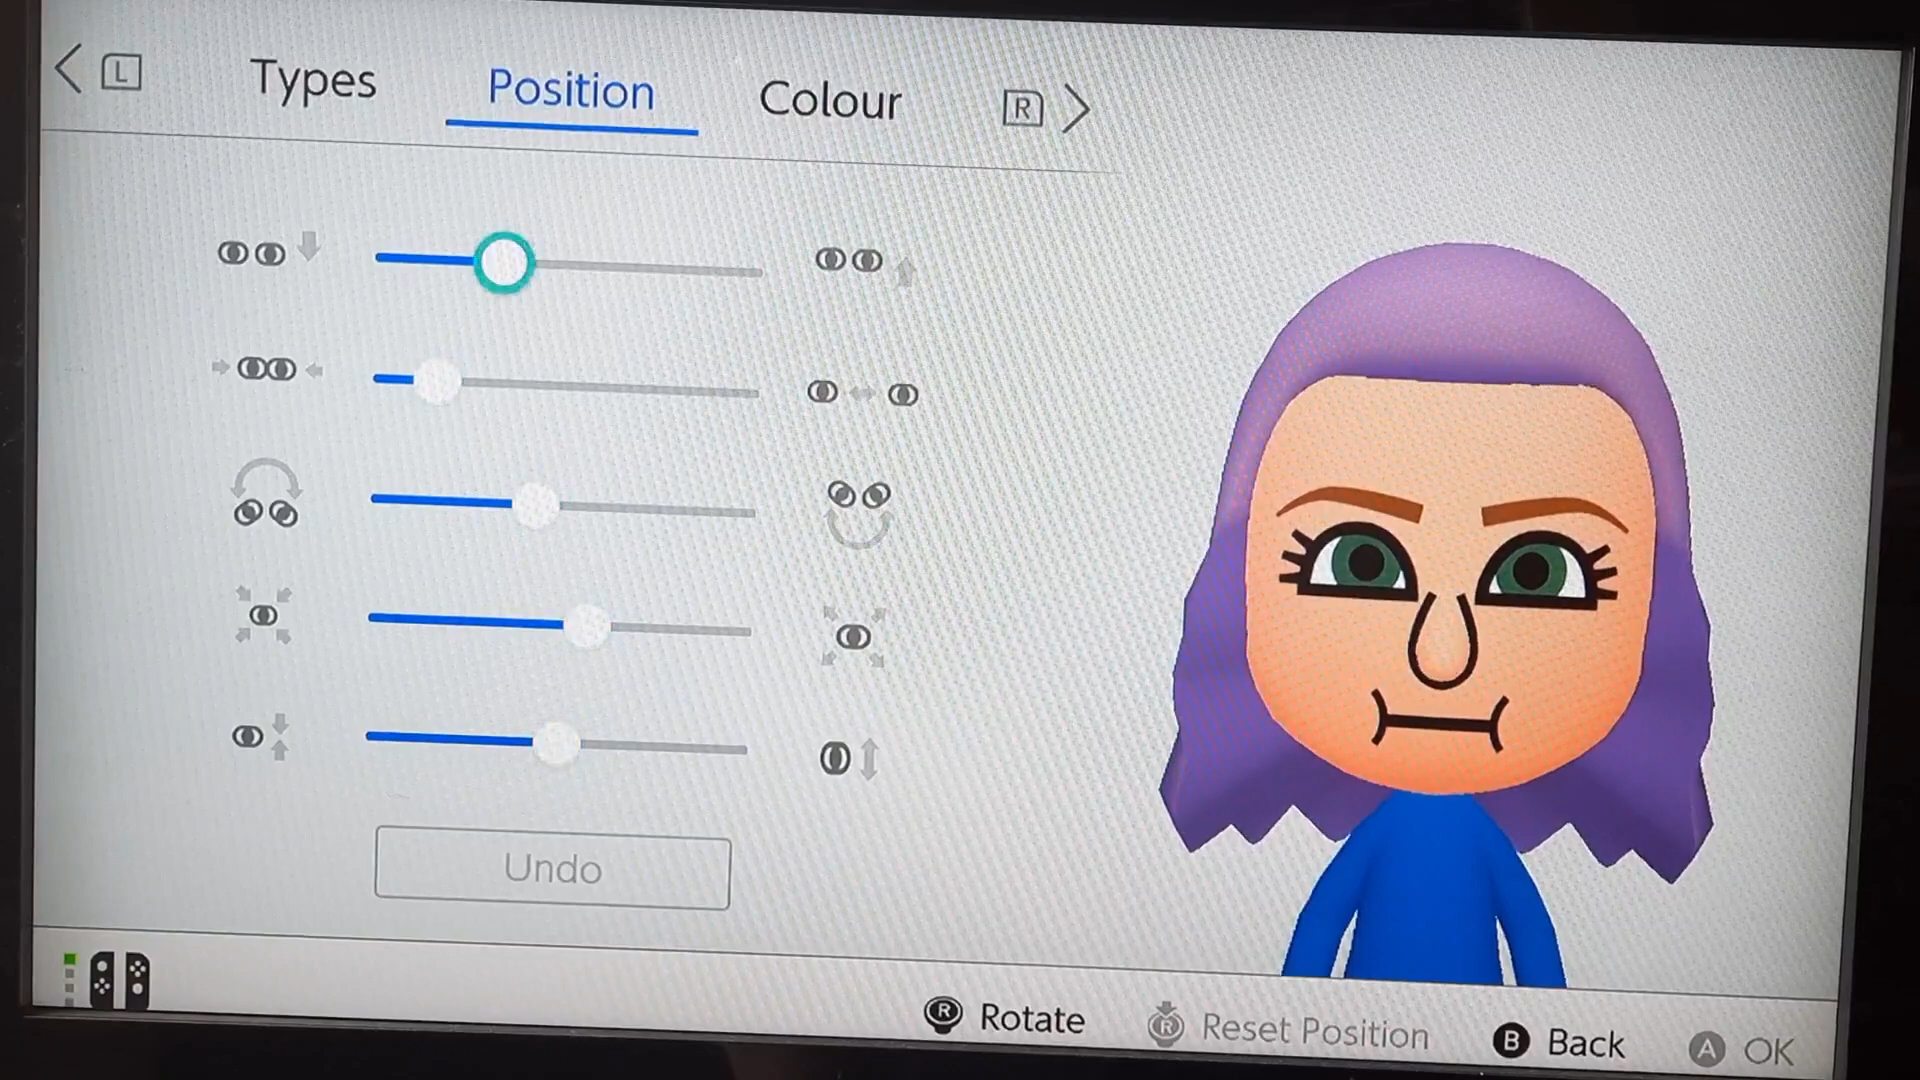 L Types Position Colour R
Undo
R Rotate R Reset Position B Back A OK